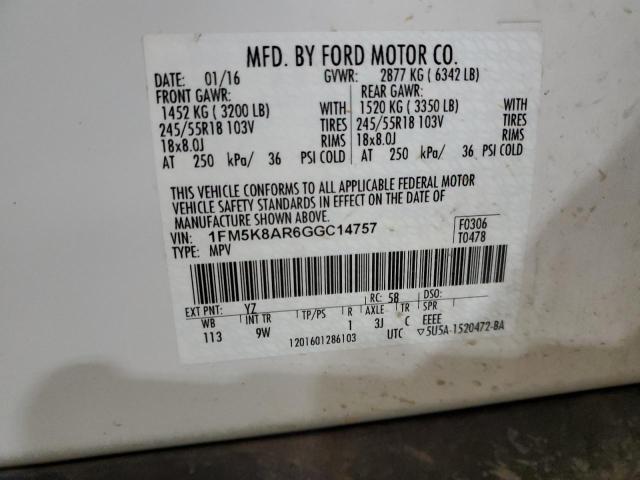 MFD. BY FORD MOTOR CO.
DATE: 01/16 GVWR: 2877 KG ( 6342 LB)
FRONT GAWR: REAR GAWR:
1452 KG ( 3200 LB) WITH 1520 KG ( 3350 LB) WITH
245/55R18 103V TIRES 245/55R18 103V TIRES
18x8.0J RIMS 18x8.0J RIMS
AT 250 kPa/ 36 PSI COLD AT 250 kPa/ 36 PSI COLD
THIS VEHICLE CONFORMS TO ALL APPLICABLE FEDERAL MOTOR
VEHICLE SAFETY STANDARDS IN EFFECT ON THE DATE OF
MANUFACTURE SHOWN ABOVE.
VIN: 1FM5K8AR6GGC14757 F0306
TYPE: MPV T0478
EXT PNT: YZ RC: 58 DSO:
WB INT TR TP/PS R AXLE TR SPR
113 9W 1 3J C EEEE
1201601286103 UTC ▽5U5A-1520472-BA